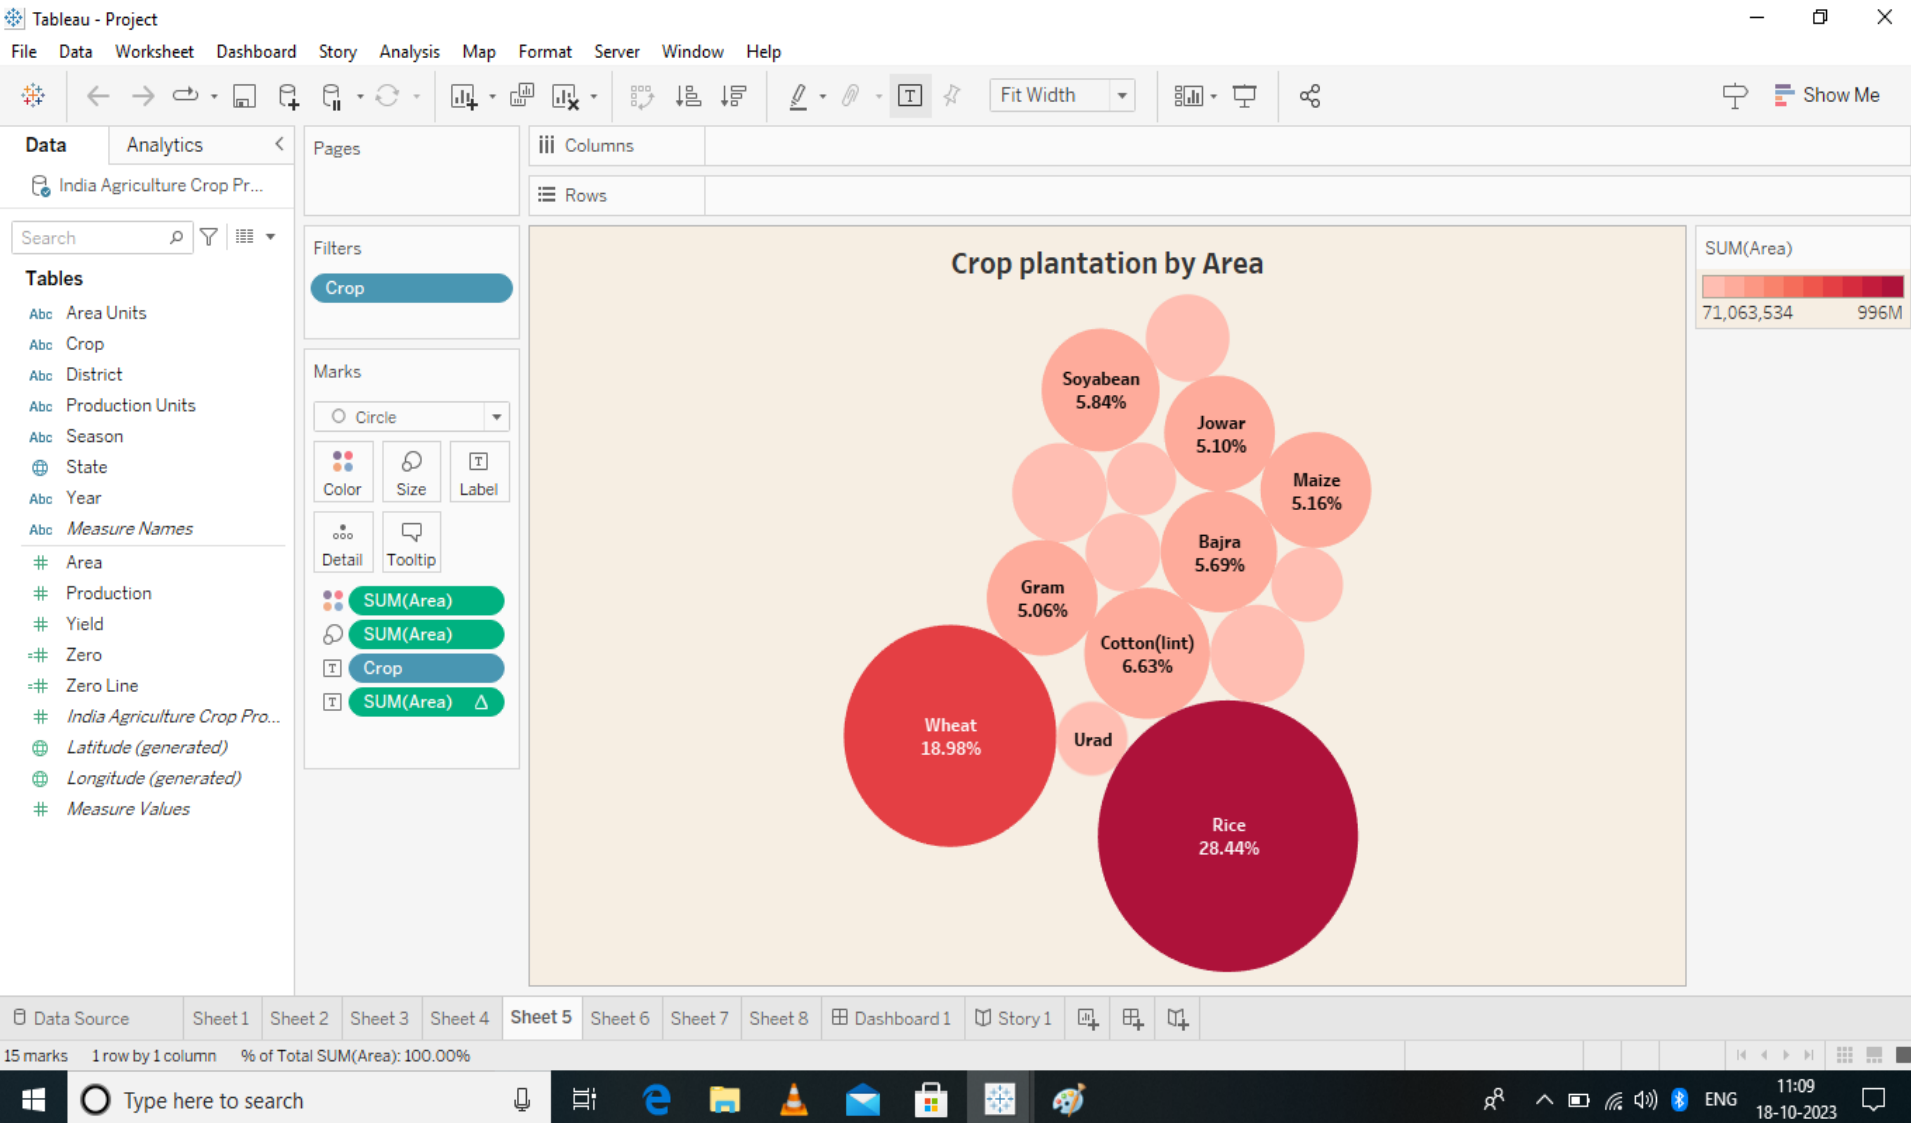 Tableau - Project
File Data Worksheet Dashboard Story Analysis Map Format Server Window Help
Fit Width
Show Me
Data Analytics
Pages
Columns
India Agriculture Crop Pr...
Rows
Search
Filters
Crop
Tables
Abc Area Units
Abc Crop
Abc District
Abc Production Units
Abc Season
State
Abc Year
Abc Measure Names
Area
Production
Yield
Zero
Zero Line
India Agriculture Crop Pro...
Latitude (generated)
Longitude (generated)
Measure Values
Marks
Circle
Color Size Label
Detail Tooltip
SUM(Area)
SUM(Area)
Crop
SUM(Area) Δ
Crop plantation by Area
Soyabean
5.84%
Jowar
5.10%
Maize
5.16%
Bajra
5.69%
Gram
5.06%
Cotton(lint)
6.63%
Wheat
18.98%
Urad
Rice
28.44%
SUM(Area)
71,063,534 996M
Data Source Sheet 1 Sheet 2 Sheet 3 Sheet 4 Sheet 5 Sheet 6 Sheet 7 Sheet 8 Dashboard 1 Story 1
15 marks 1 row by 1 column % of Total SUM(Area): 100.00%
Type here to search
ENG
11:09
18-10-2023